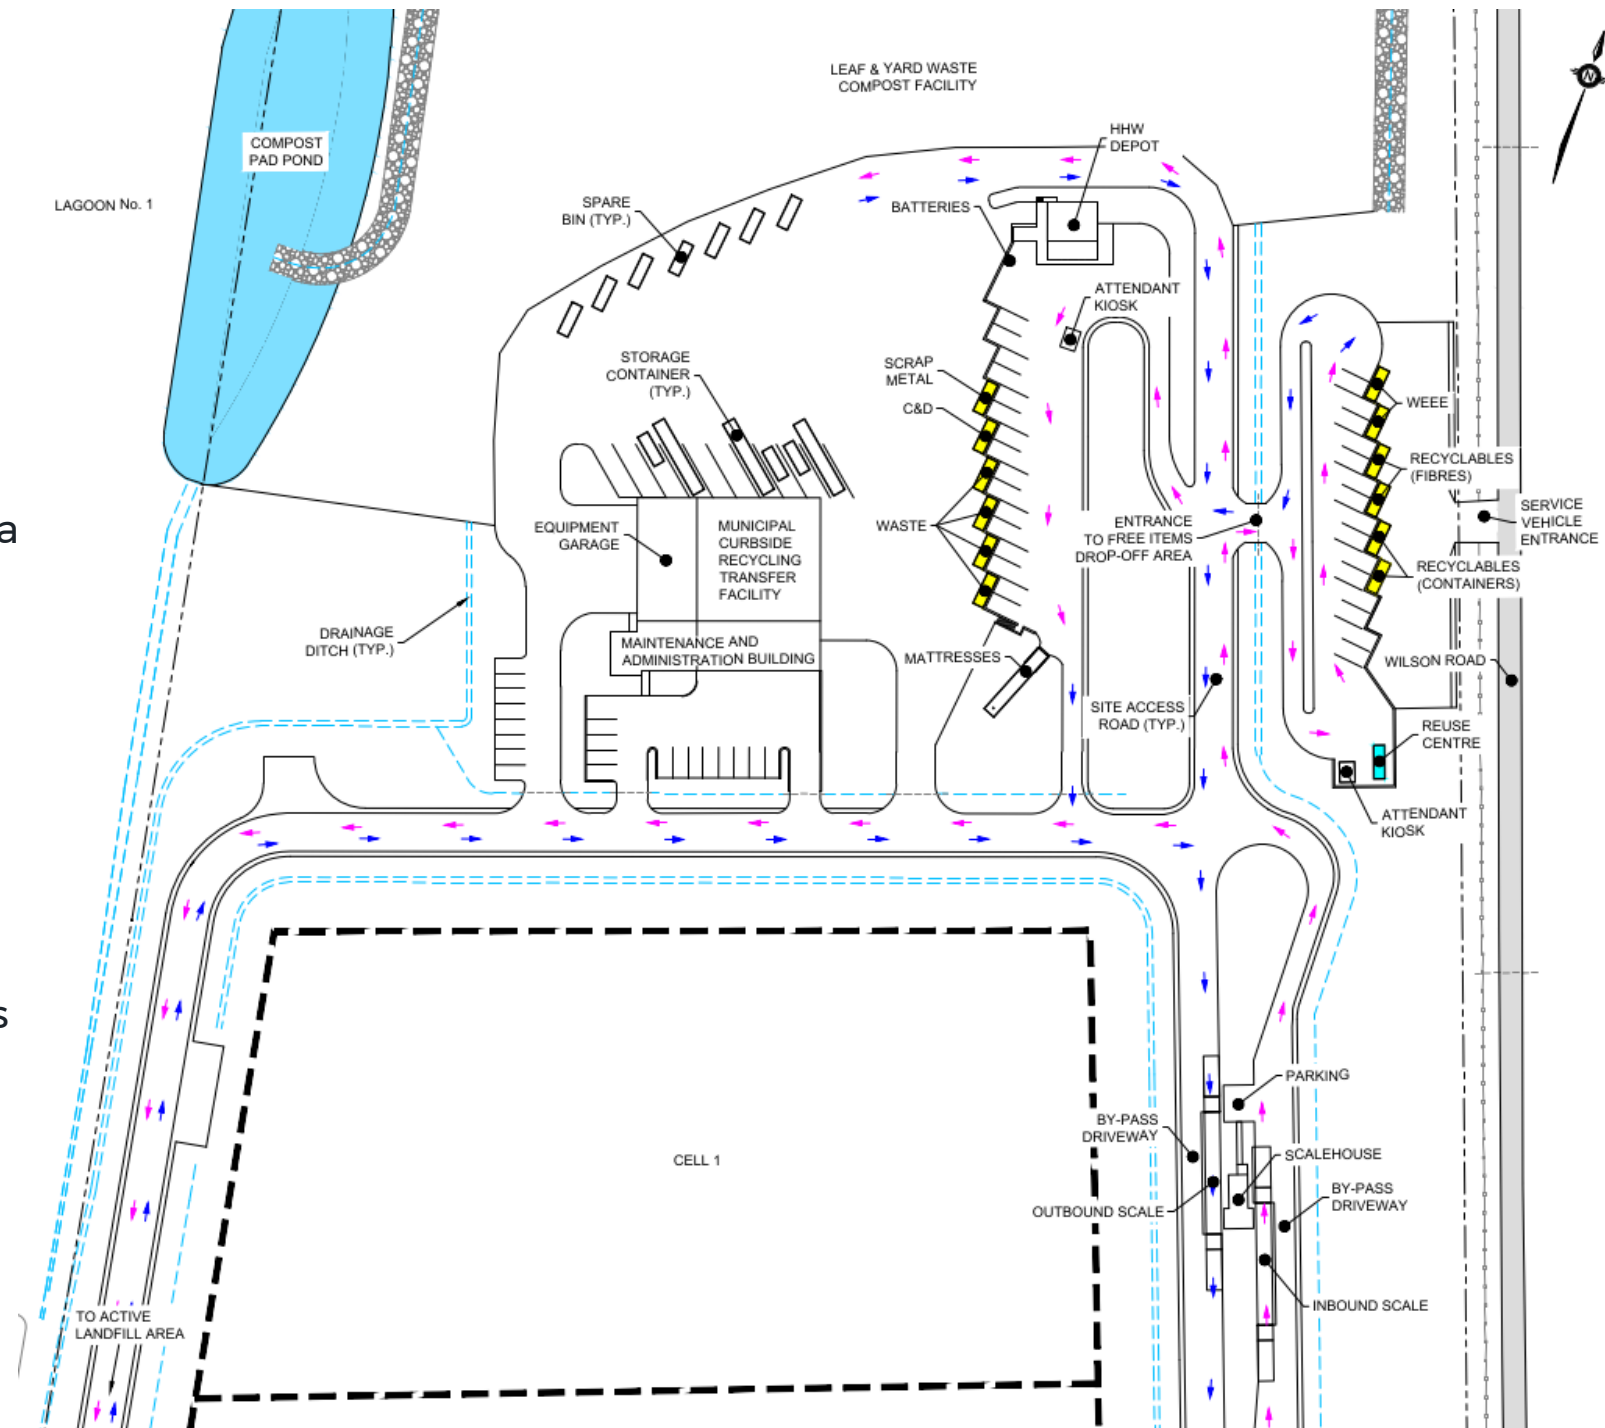 LEAF & YARD WASTE
COMPOST FACILITY
N
HHW
DEPOT
COMPOST
PAD POND
LAGOON No. 1
SPARE
BIN (TYP.)
BATTERIES
ATTENDANT
KIOSK
STORAGE
CONTAINER
(TYP.)
SCRAP
METAL
C&D
WEEE
RECYCLABLES
(FIBRES)
a
EQUIPMENT
GARAGE
MUNICIPAL
CURBSIDE
RECYCLING
TRANSFER
FACILITY
WASTE
ENTRANCE
TO FREE ITEMS
DROP-OFF AREA
SERVICE
VEHICLE
ENTRANCE
RECYCLABLES
(CONTAINERS)
DRAINAGE
DITCH (TYP.)
MAINTENANCE AND
ADMINISTRATION BUILDING
MATTRESSES
WILSON ROAD
SITE ACCESS
ROAD (TYP.)
REUSE
CENTRE
ATTENDANT
KIOSK
s
PARKING
BY-PASS
DRIVEWAY
SCALEHOUSE
CELL 1
OUTBOUND SCALE
BY-PASS
DRIVEWAY
INBOUND SCALE
TO ACTIVE
LANDFILL AREA